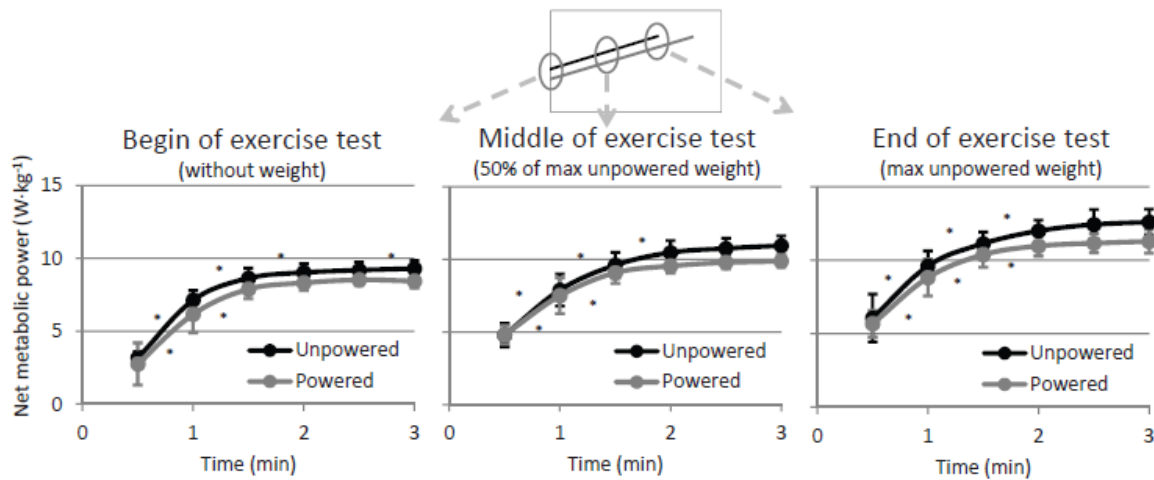 Begin of exercise test
(without weight)
Middle of exercise test
(50% of max unpowered weight)
End of exercise test
(max unpowered weight)
Net metabolic power (W·kg⁻¹)
15
10
5
0
* * * *
* *
Unpowered
Powered
0 1 2 3
Time (min)
* * *
* *
Unpowered
Powered
0 1 2 3
Time (min)
* * *
* * *
Unpowered
Powered
0 1 2 3
Time (min)